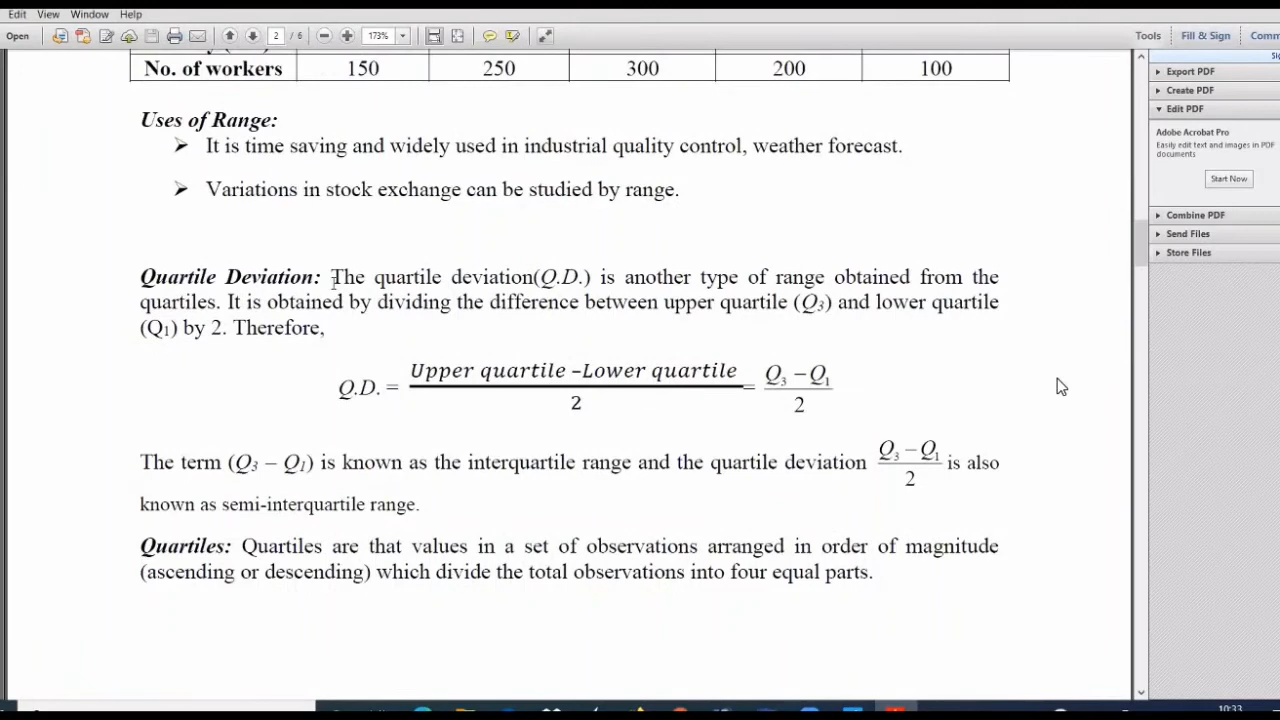 Edit View Window Help
Open 2 / 6 173% Tools Fill & Sign
Export PDF
Create PDF
Edit PDF
Adobe Acrobat Pro
Easily edit text and images in PDF
documents
Start Now
Combine PDF
Send Files
Store Files
No. of workers 150 250 300 200 100
Uses of Range:
➢ It is time saving and widely used in industrial quality control, weather forecast.
➢ Variations in stock exchange can be studied by range.
Quartile Deviation: The quartile deviation(Q.D.) is another type of range obtained from the
quartiles. It is obtained by dividing the difference between upper quartile (Q3) and lower quartile
(Q1) by 2. Therefore,
Q.D. = Upper quartile –Lower quartile / 2 = Q3 – Q1 / 2
The term (Q3 – Q1) is known as the interquartile range and the quartile deviation Q3 – Q1 / 2 is also
known as semi-interquartile range.
Quartiles: Quartiles are that values in a set of observations arranged in order of magnitude
(ascending or descending) which divide the total observations into four equal parts.
10:33